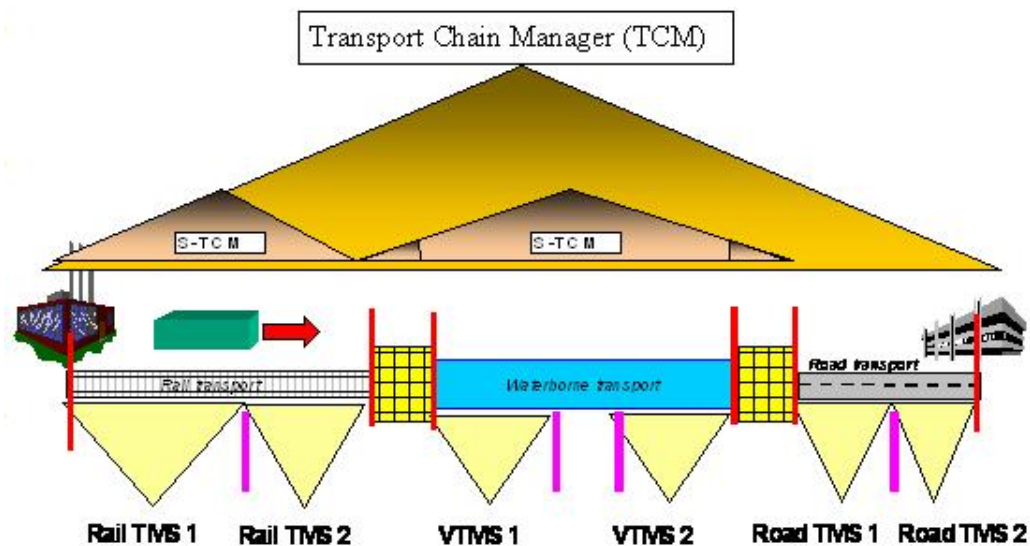 Transport Chain Manager (TCM)
S-TCM
S-TCM
Rail transport
Waterborne transport
Road transport
Rail TMS 1
Rail TMS 2
VTMS 1
VTMS 2
Road TMS 1
Road TMS 2